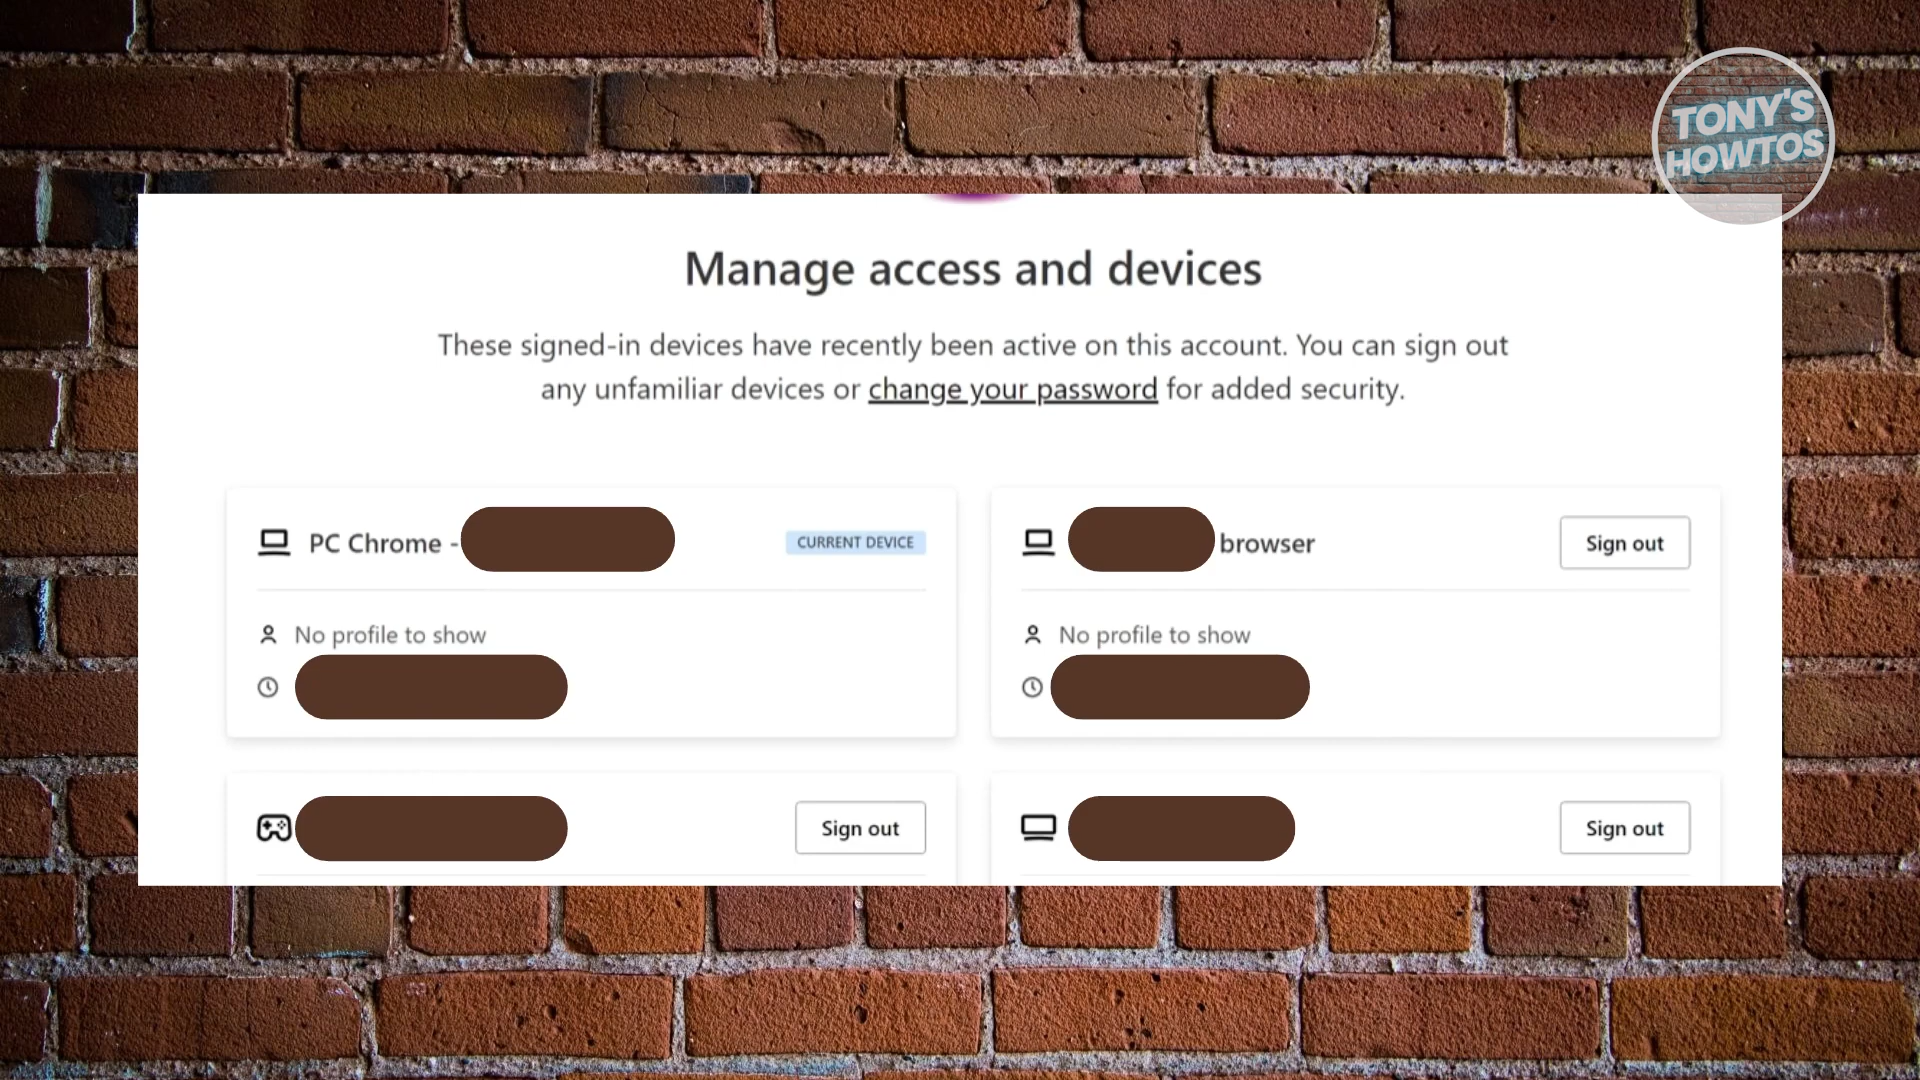 TONY'S
HOWTOS
Manage access and devices
These signed-in devices have recently been active on this account. You can sign out
any unfamiliar devices or change your password for added security.
PC Chrome -
CURRENT DEVICE
browser
Sign out
No profile to show
No profile to show
Sign out
Sign out